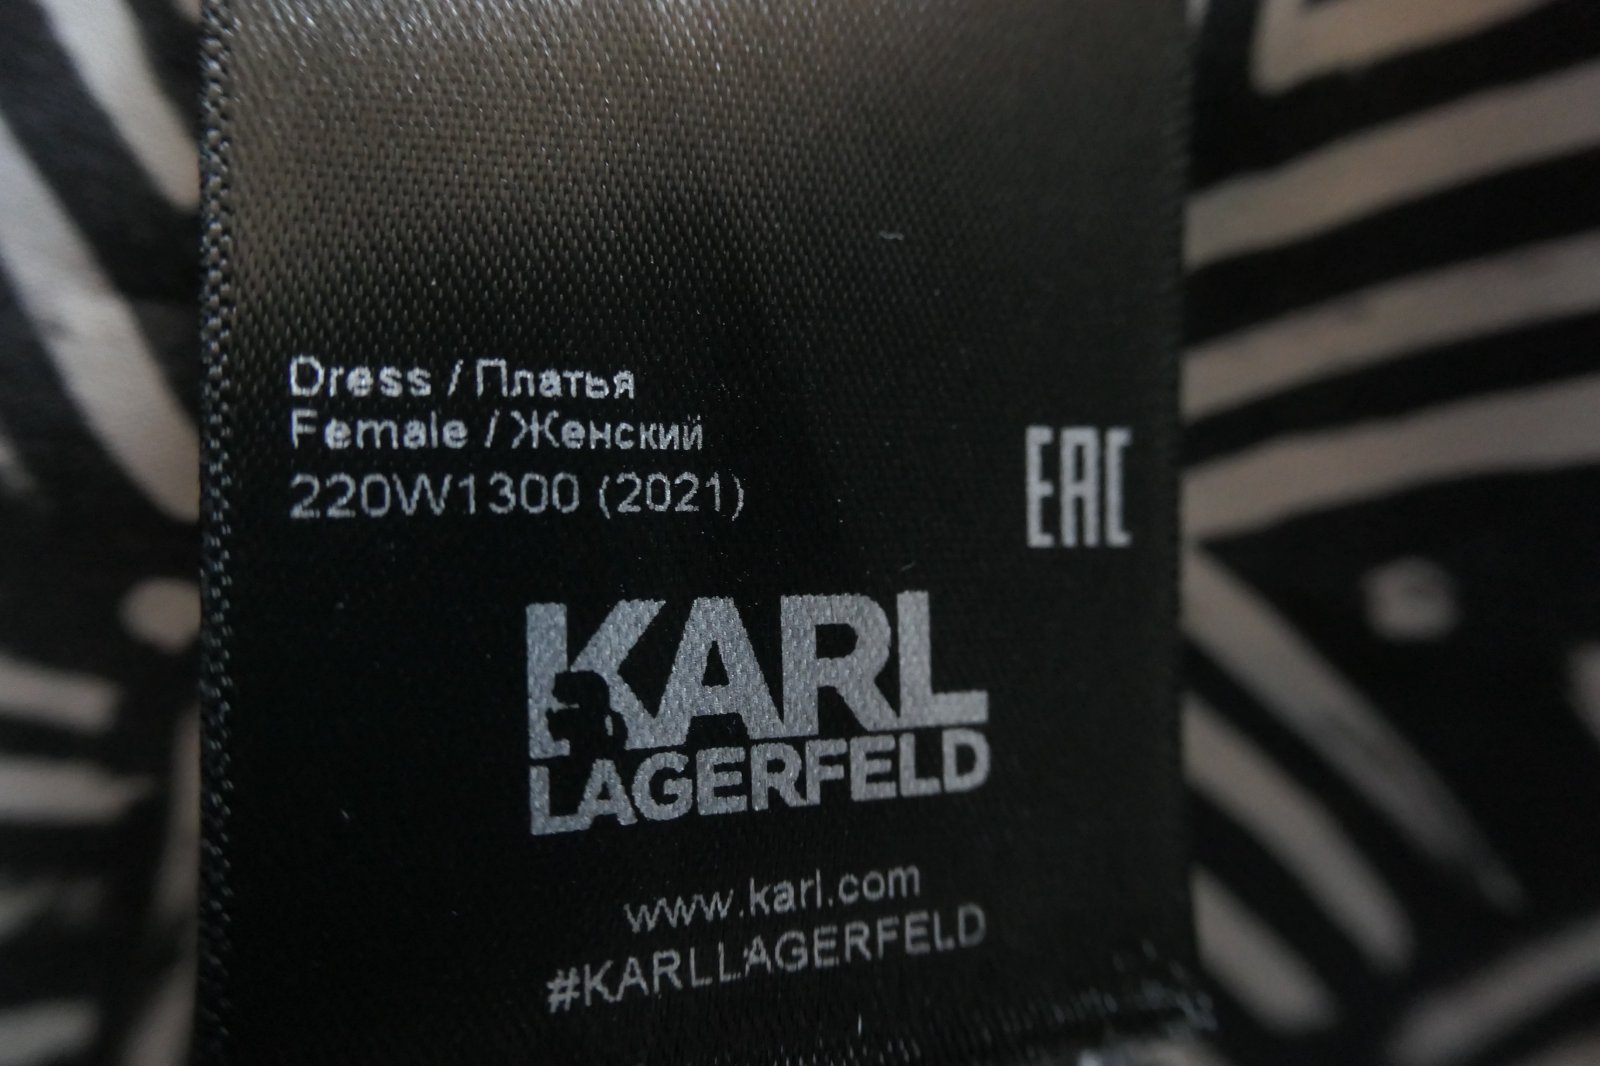 Dress / Платья
Female / Женский
220W1300 (2021)
EAC
KARL
LAGERFELD
www.karl.com
#KARLLAGERFELD